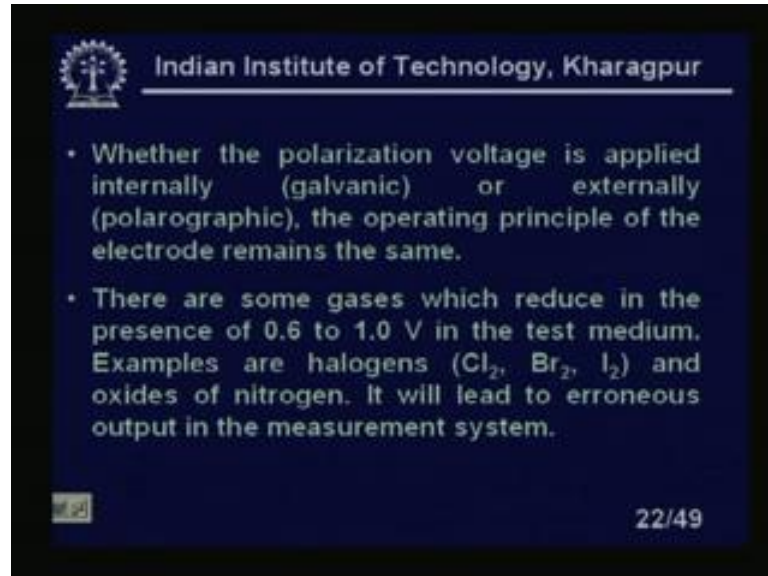 Indian Institute of Technology, Kharagpur
• Whether the polarization voltage is applied
internally (galvanic) or externally
(polarographic), the operating principle of the
electrode remains the same.
• There are some gases which reduce in the
presence of 0.6 to 1.0 V in the test medium.
Examples are halogens (Cl₂, Br₂, I₂) and
oxides of nitrogen. It will lead to erroneous
output in the measurement system.
22/49